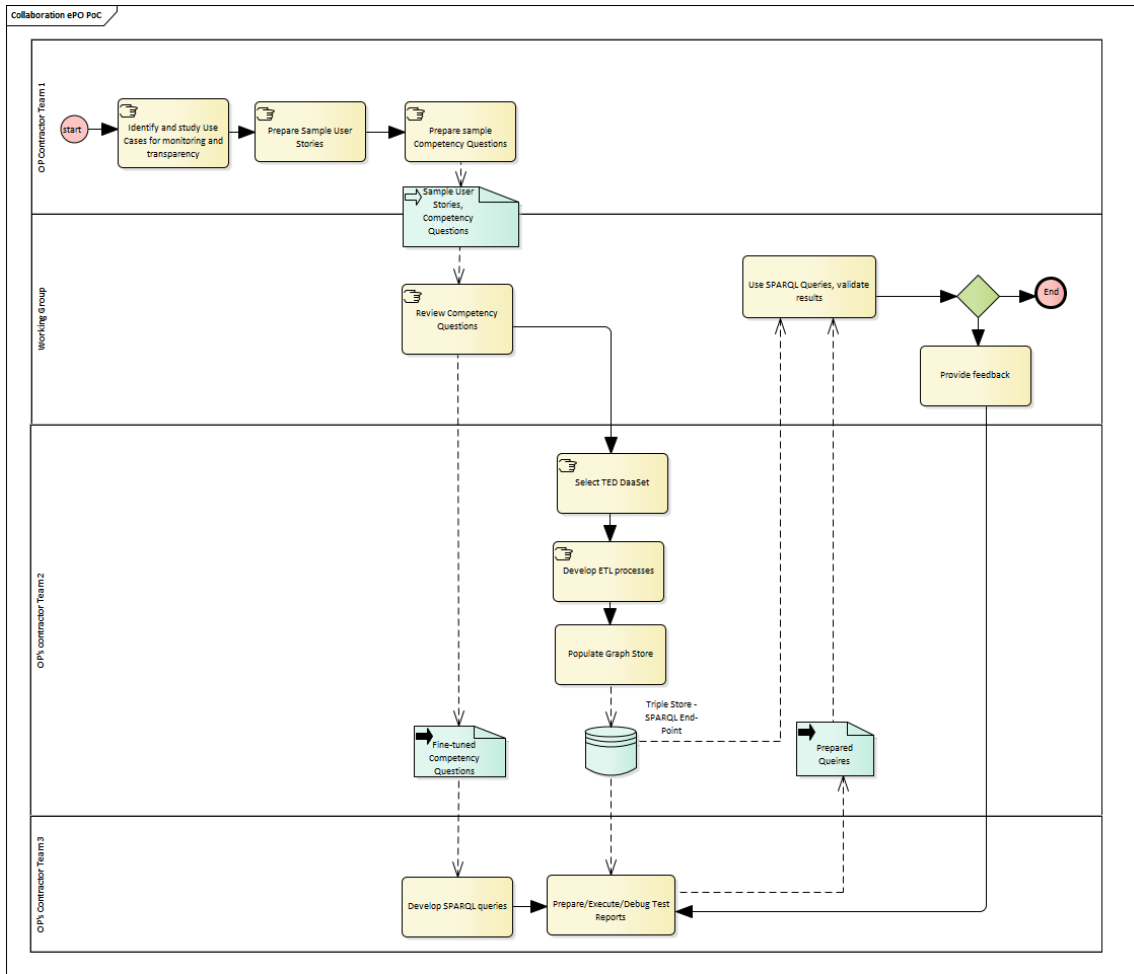 Collaboration ePO PoC
OP Contractor Team 1
start
Identify and study Use
Cases for monitoring and
transparency
Prepare Sample User
Stories
Prepare sample
Competency Questions
Sample User
Stories,
Competency
Questions
Working Group
Review Competency
Questions
Use SPARQL Queries, validate
results
End
Provide feedback
OP's contractor Team 2
Select TED DaaSet
Develop ETL processes
Populate Graph Store
Triple Store -
SPARQL End-
Point
Fine-tuned
Competency
Questions
Prepared
Queires
OP's Contractor Team 3
Develop SPARQL queries
Prepare/Execute/Debug Test
Reports